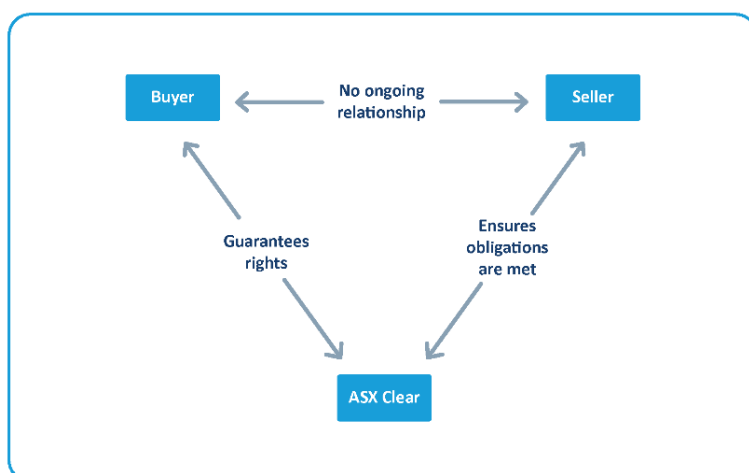 Buyer
No ongoing
relationship
Seller
Guarantees
rights
Ensures
obligations
are met
ASX Clear